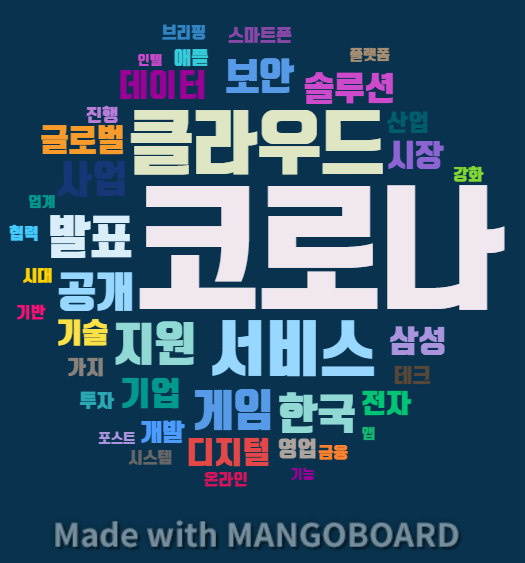 브리핑 스마트폰
인텔 애플 플랫폼
데이터 보안 솔루션
진행 클라우드 산업
글로벌 시장
사업 강화
업계 코로나
협력 발표
시대 공개
기반 기술 지원 서비스 삼성
가지 테크
투자 기업 게임 한국 전자
포스트 개발 디지털 영업 금융 앱
시스템 온라인 기능
Made with MANGOBOARD